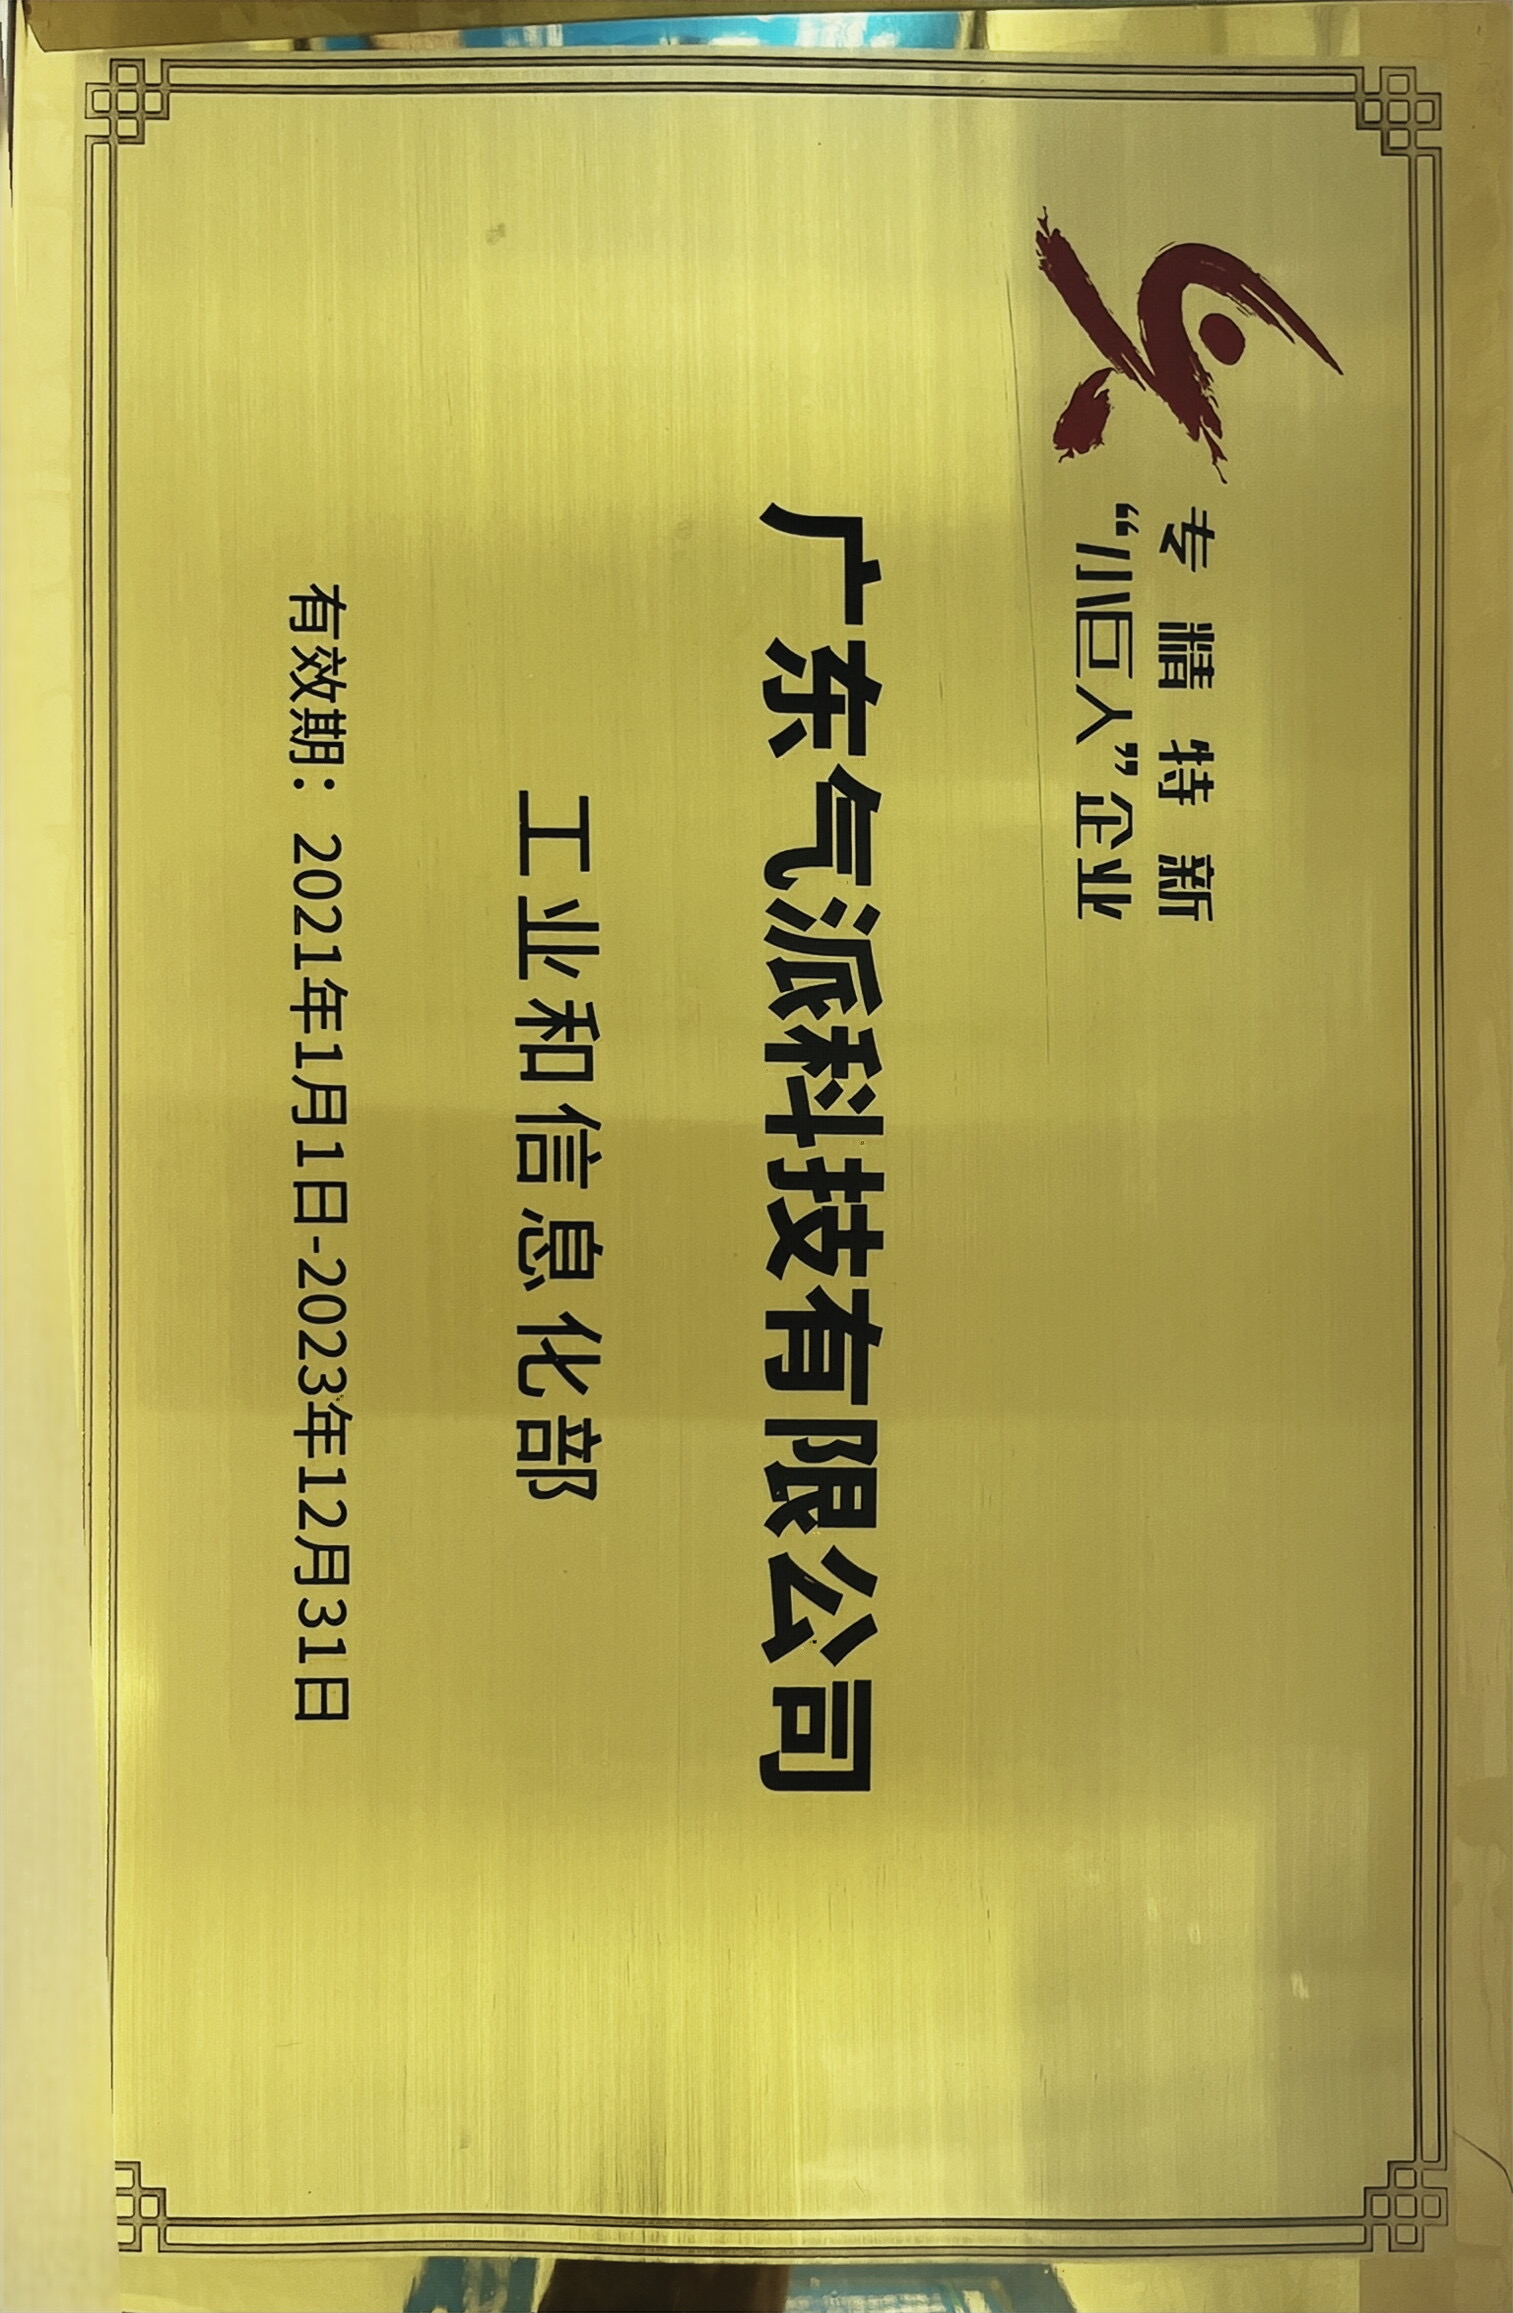 专精特新
“小巨人”企业
广东气派科技有限公司
工业和信息化部
有效期：2021年1月1日-2023年12月31日